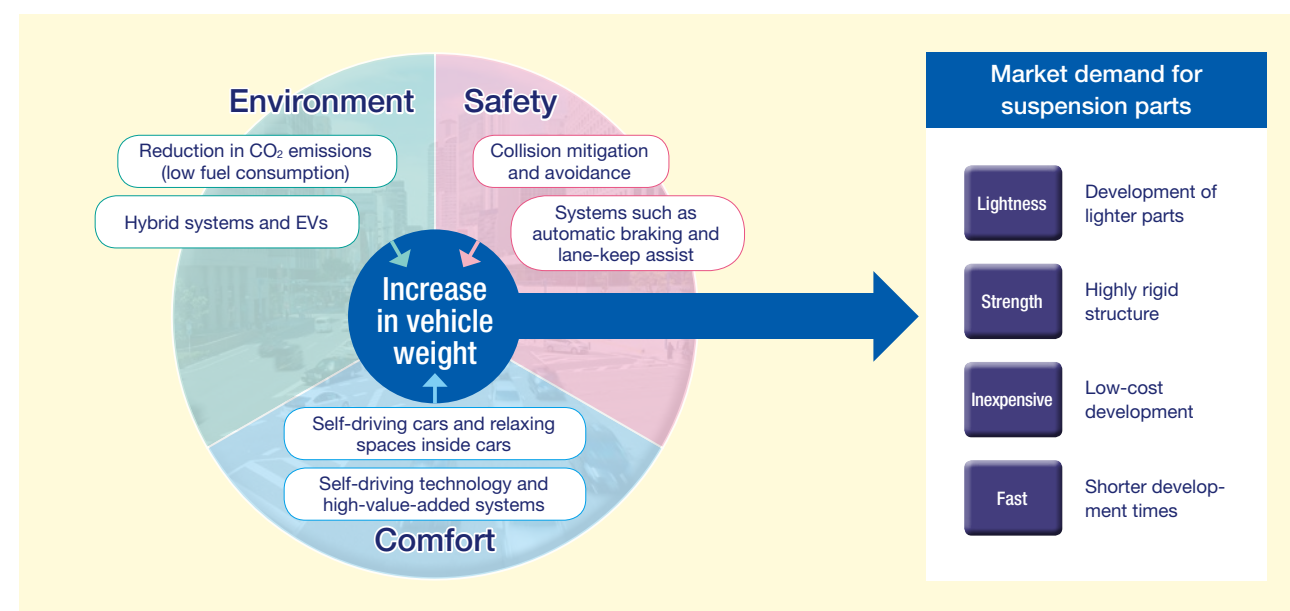 Environment
Reduction in CO₂ emissions
(low fuel consumption)
Hybrid systems and EVs
Safety
Collision mitigation
and avoidance
Systems such as
automatic braking and
lane-keep assist
Increase
in vehicle
weight
Self-driving cars and relaxing
spaces inside cars
Self-driving technology and
high-value-added systems
Comfort
Market demand for
suspension parts
Lightness
Development of
lighter parts
Strength
Highly rigid
structure
Inexpensive
Low-cost
development
Fast
Shorter develop-
ment times